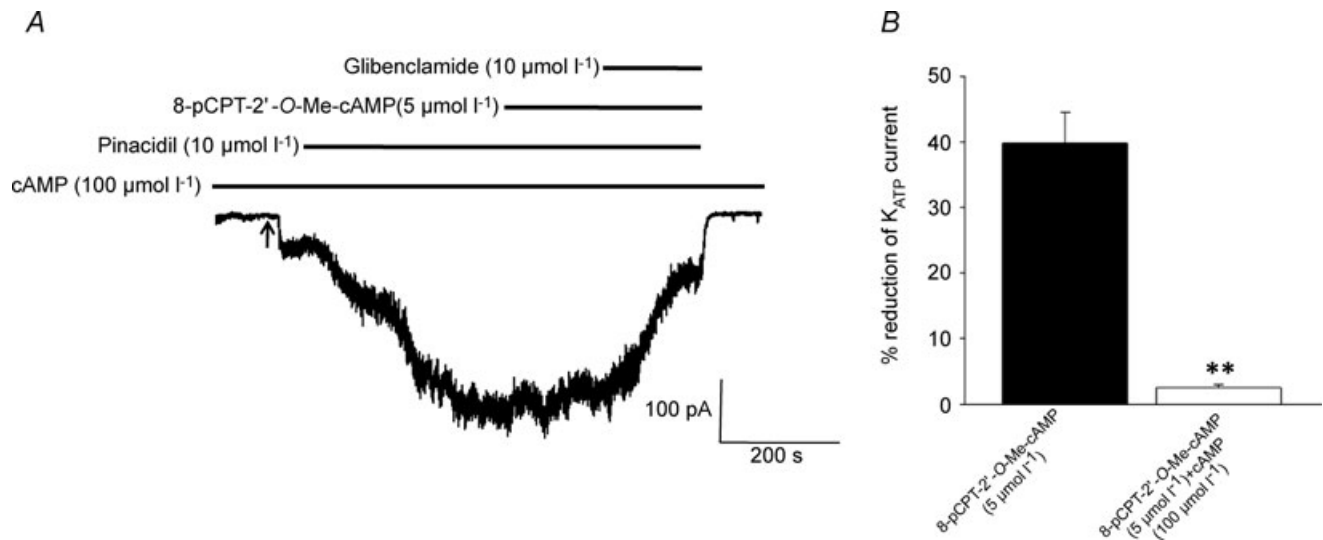 A
Glibenclamide (10 µmol l⁻¹)
8-pCPT-2'-O-Me-cAMP(5 µmol l⁻¹)
Pinacidil (10 µmol l⁻¹)
cAMP (100 µmol l⁻¹)
100 pA
200 s
B
% reduction of K_ATP current
50
40
30
20
10
0
**
8-pCPT-2'-O-Me-cAMP
(5 µmol l⁻¹)
8-pCPT-2'-O-Me-cAMP
(5 µmol l⁻¹)+cAMP
(100 µmol l⁻¹)